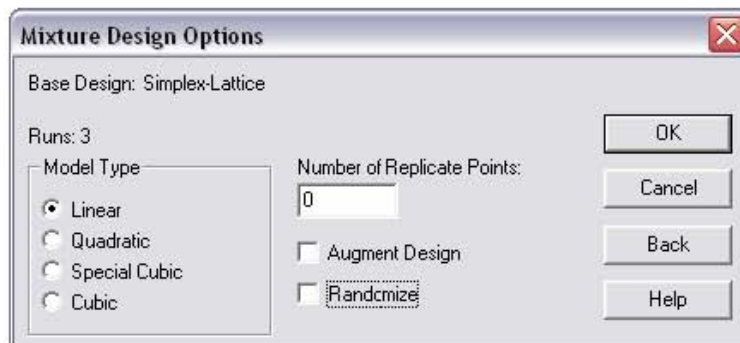 Mixture Design Options
Base Design: Simplex-Lattice
Runs: 3
Model Type
Linear
Quadratic
Special Cubic
Cubic
Number of Replicate Points:
0
Augment Design
Randomize
OK
Cancel
Back
Help